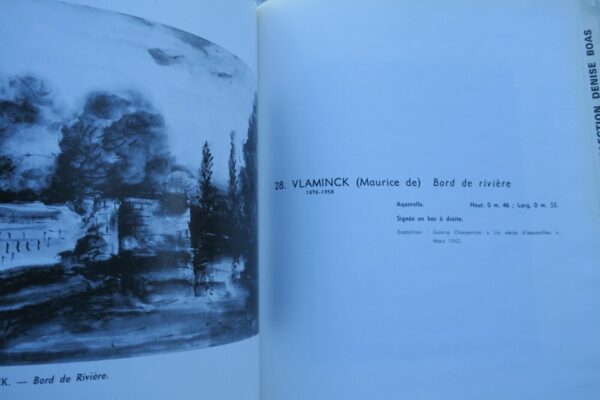 CK. — Bord de Rivière.
28. VLAMINCK (Maurice de) Bord de rivière
1876-1958
Aquarelle. Haut. 0 m. 46 ; Larg. 0 m. 55.
Signée en bas à droite.
Exposition : Galerie Charpentier « Un siècle d'aquarelles »,
Mars 1942.
LLECTION DENISE BOAS